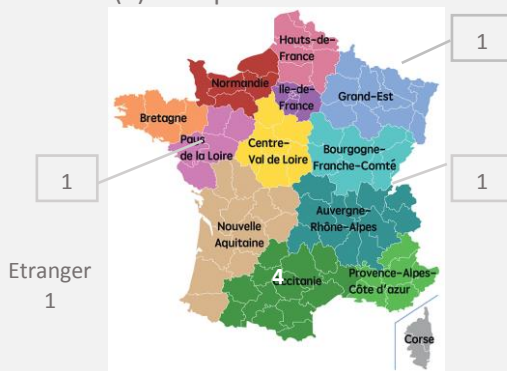 Hauts-de-
France
1
Normandie
Ile-de-
France
Grand-Est
Bretagne
Pays
de la Loire
Centre-
Val de Loire
Bourgogne-
Franche-Comté
1
1
Auvergne-
Rhône-Alpes
Nouvelle
Aquitaine
Etranger
1
4
Occitanie
Provence-Alpes-
Côte d'azur
Corse